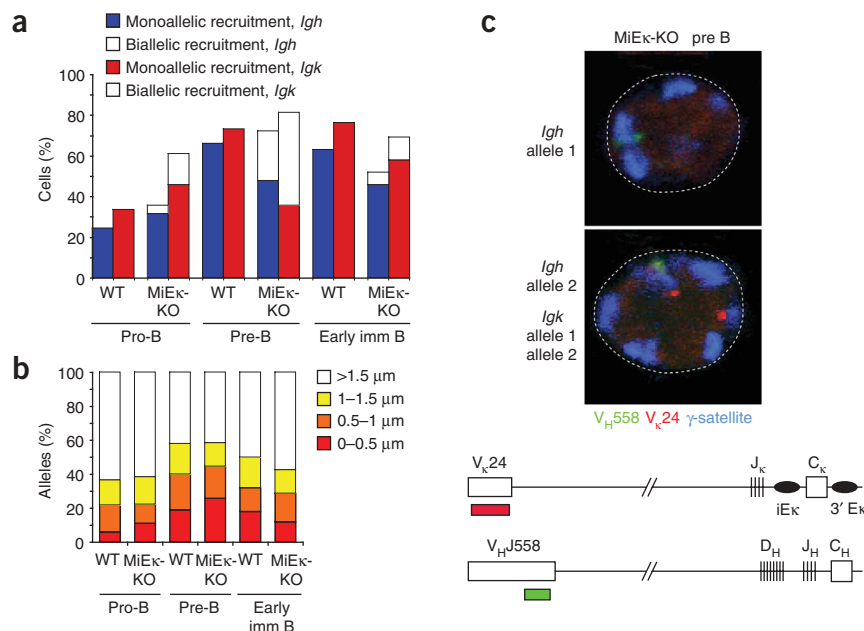 a
Monoallelic recruitment, Igh
Biallelic recruitment, Igh
Monoallelic recruitment, Igk
Biallelic recruitment, Igk
Cells (%)
100
80
60
40
20
0
WT
MiEκ-
KO
WT
MiEκ-
KO
WT
MiEκ-
KO
Pro-B
Pre-B
Early imm B
b
Alleles (%)
100
80
60
40
20
0
>1.5 μm
1–1.5 μm
0.5–1 μm
0–0.5 μm
WT
MiEκ-
KO
WT
MiEκ-
KO
WT
MiEκ-
KO
Pro-B
Pre-B
Early
imm B
c
MiEκ-KO pre B
Igh
allele 1
Igh
allele 2
Igk
allele 1
allele 2
VH558 Vκ24 γ-satellite
Vκ24
Jκ
Cκ
iEκ
3′ Eκ
VHJ558
DH
JH
CH